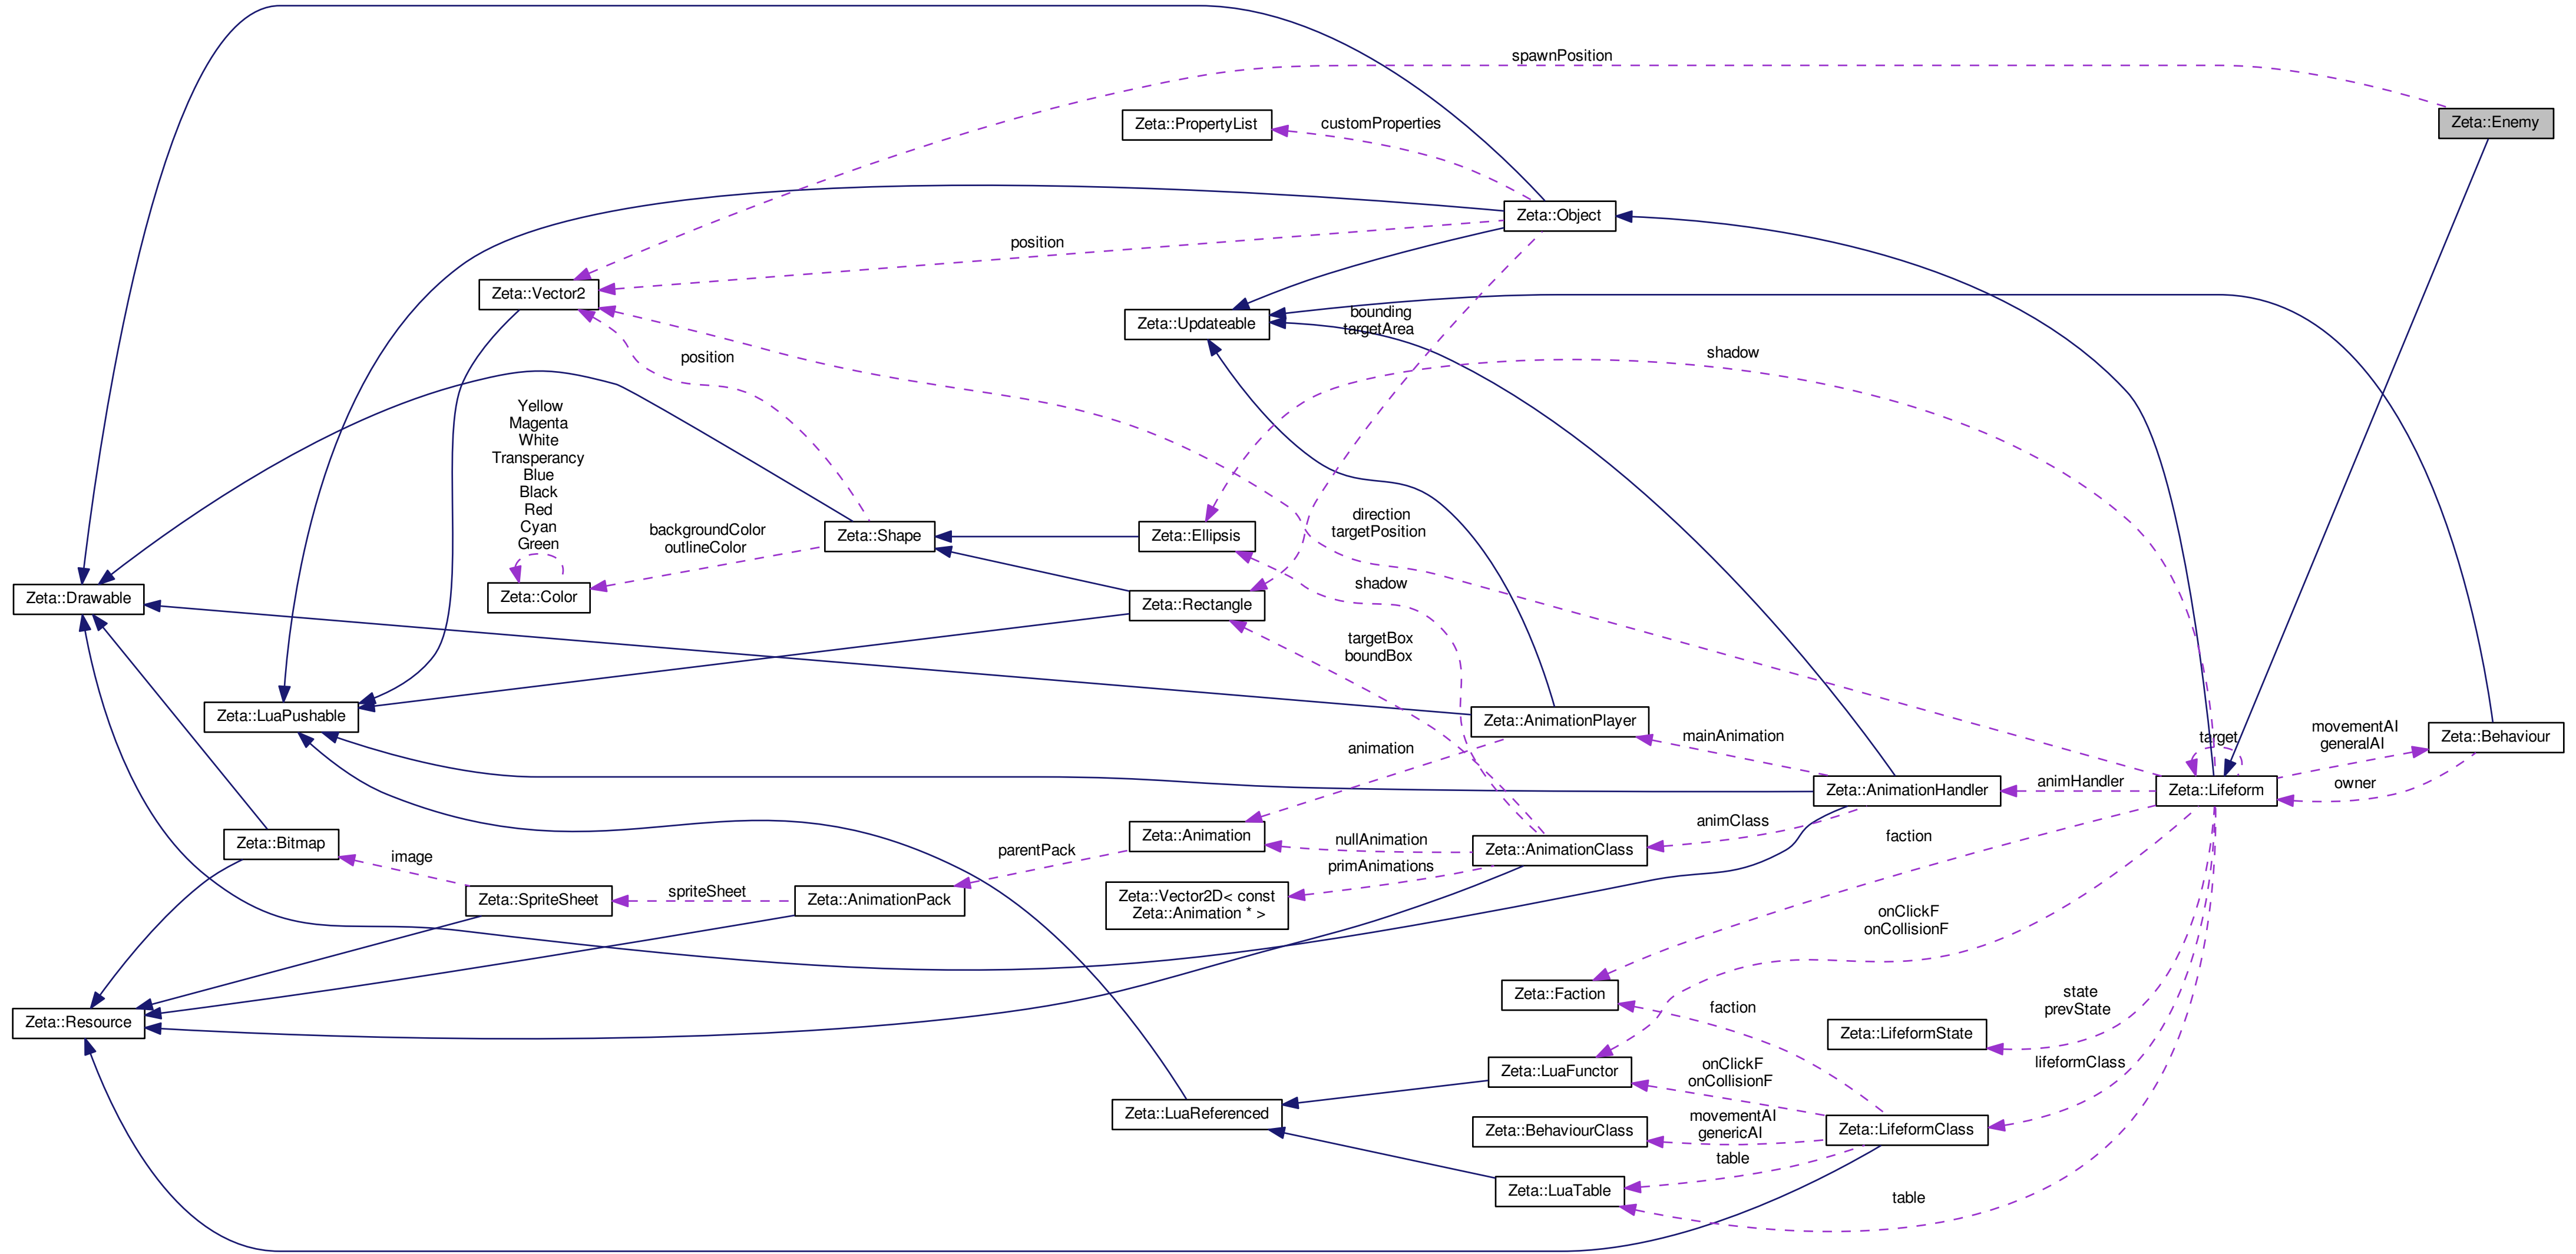 spawnPosition
Zeta::PropertyList
customProperties
Zeta::Enemy
Zeta::Object
position
Zeta::Vector2
Zeta::Updateable
bounding
targetArea
position
shadow
Yellow
Magenta
White
Transperancy
Blue
Black
Red
Cyan
Green
backgroundColor
outlineColor
Zeta::Shape
Zeta::Ellipsis
direction
targetPosition
Zeta::Drawable
Zeta::Color
Zeta::Rectangle
shadow
targetBox
boundBox
Zeta::LuaPushable
Zeta::AnimationPlayer
mainAnimation
target
movementAI
generalAI
Zeta::Behaviour
animation
Zeta::AnimationHandler
animHandler
Zeta::Lifeform
owner
Zeta::Bitmap
image
parentPack
Zeta::Animation
nullAnimation
Zeta::AnimationClass
animClass
faction
primAnimations
Zeta::SpriteSheet
spriteSheet
Zeta::AnimationPack
Zeta::Vector2D< const
Zeta::Animation * >
onClickF
onCollisionF
Zeta::Resource
Zeta::Faction
faction
Zeta::LifeformState
state
prevState
lifeformClass
Zeta::LuaFunctor
onClickF
onCollisionF
Zeta::LuaReferenced
Zeta::BehaviourClass
movementAI
genericAI
Zeta::LifeformClass
table
Zeta::LuaTable
table